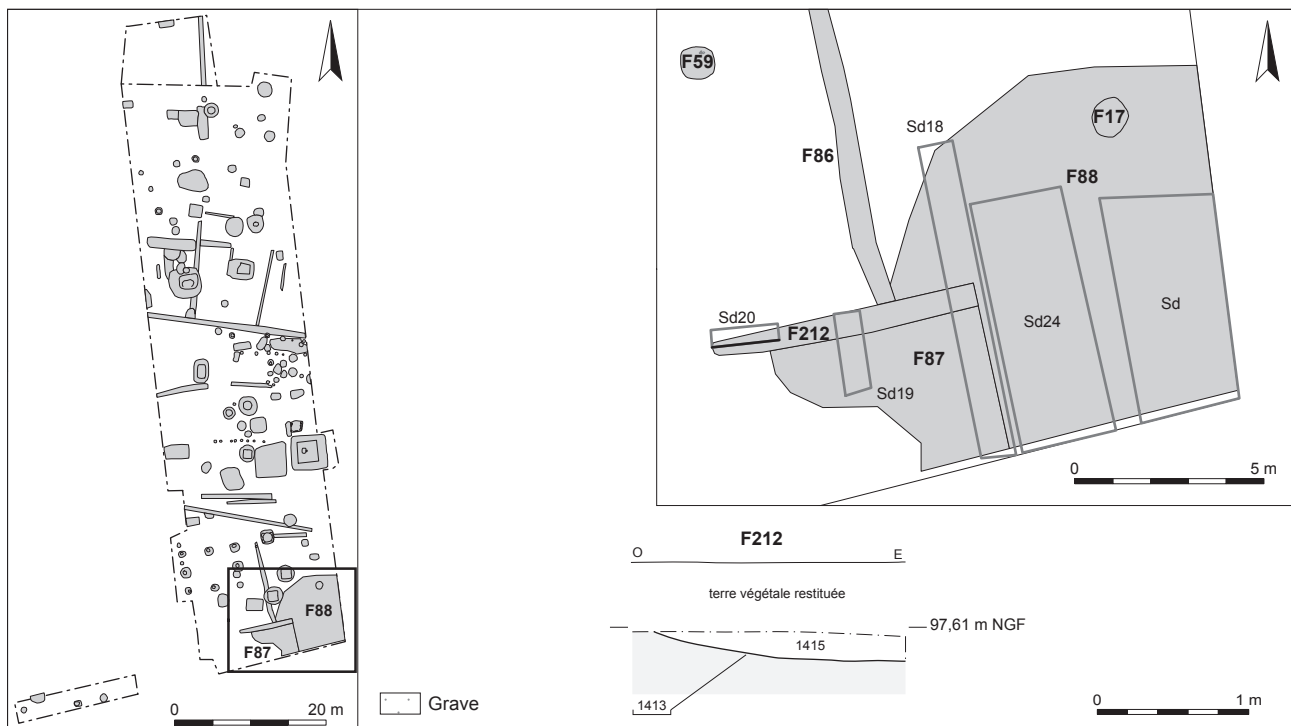 F88
F87
0 20 m
Grave
F59
F86
Sd18
F17
F88
Sd20
F212
Sd19
F87
Sd24
Sd
0 5 m
F212
O E
terre végétale restituée
97,61 m NGF
1415
1413
0 1 m